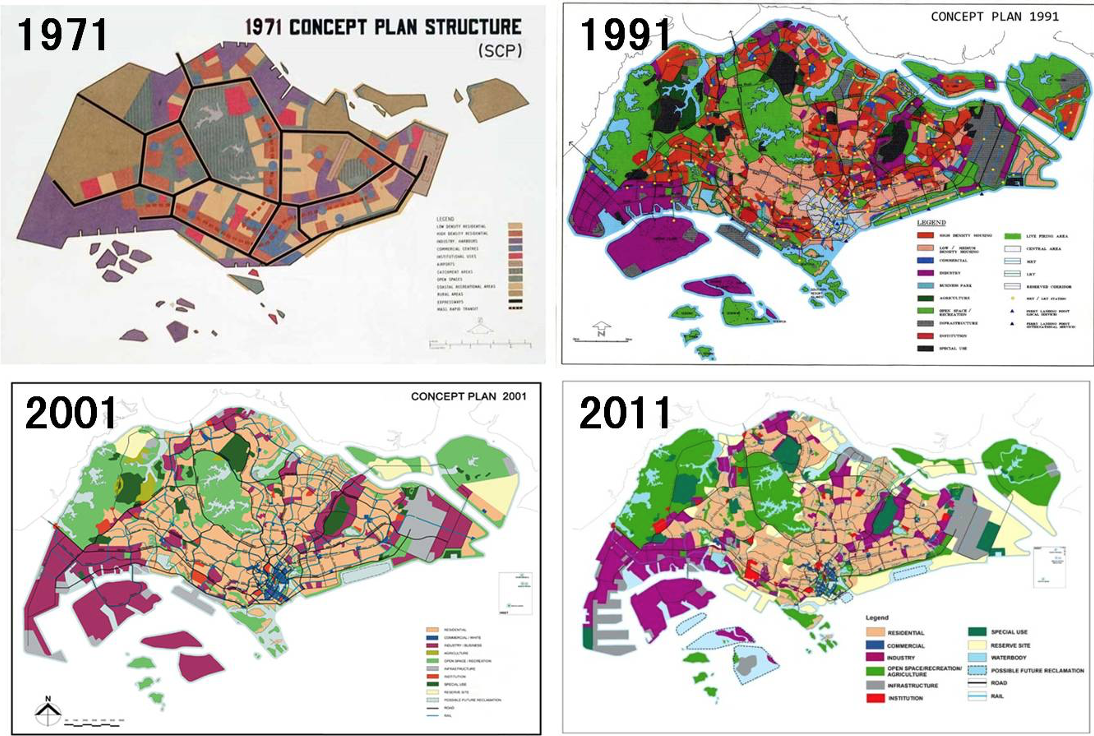 1971
1971 CONCEPT PLAN STRUCTURE
(SCP)
LEGEND
LOW DENSITY RESIDENTIAL
HIGH DENSITY RESIDENTIAL
INDUSTRY, HARBOURS
COMMERCIAL CENTRES
INSTITUTIONAL USES
AIRPORTS
CATCHMENT AREAS
OPEN SPACES
COASTAL RECREATIONAL AREAS
RURAL AREAS
EXPRESSWAYS
MASS RAPID TRANSIT
1991
CONCEPT PLAN 1991
LEGEND
HIGH DENSITY HOUSING
LOW / MEDIUM
DENSITY HOUSING
COMMERCIAL
INDUSTRY
BUSINESS PARK
AGRICULTURE
OPEN SPACE /
RECREATION
INFRASTRUCTURE
INSTITUTION
SPECIAL USE
LIVE FIRING AREA
CENTRAL AREA
MRT
LRT
RESERVED CORRIDOR
MRT / LRT STATION
FERRY LANDING POINT
LOCAL SERVICE
FERRY LANDING POINT
INTERNATIONAL SERVICE
N
2001
CONCEPT PLAN 2001
RESIDENTIAL
COMMERCIAL / WHITE
INDUSTRY / BUSINESS
AGRICULTURE
OPEN SPACE / RECREATION
INFRASTRUCTURE
INSTITUTION
SPECIAL USE
RESERVE SITE
POSSIBLE FUTURE RECLAMATION
ROAD
RAIL
N
2011
Legend
RESIDENTIAL
COMMERCIAL
INDUSTRY
OPEN SPACE/RECREATION/
AGRICULTURE
INFRASTRUCTURE
INSTITUTION
SPECIAL USE
RESERVE SITE
WATERBODY
POSSIBLE FUTURE RECLAMATION
ROAD
RAIL